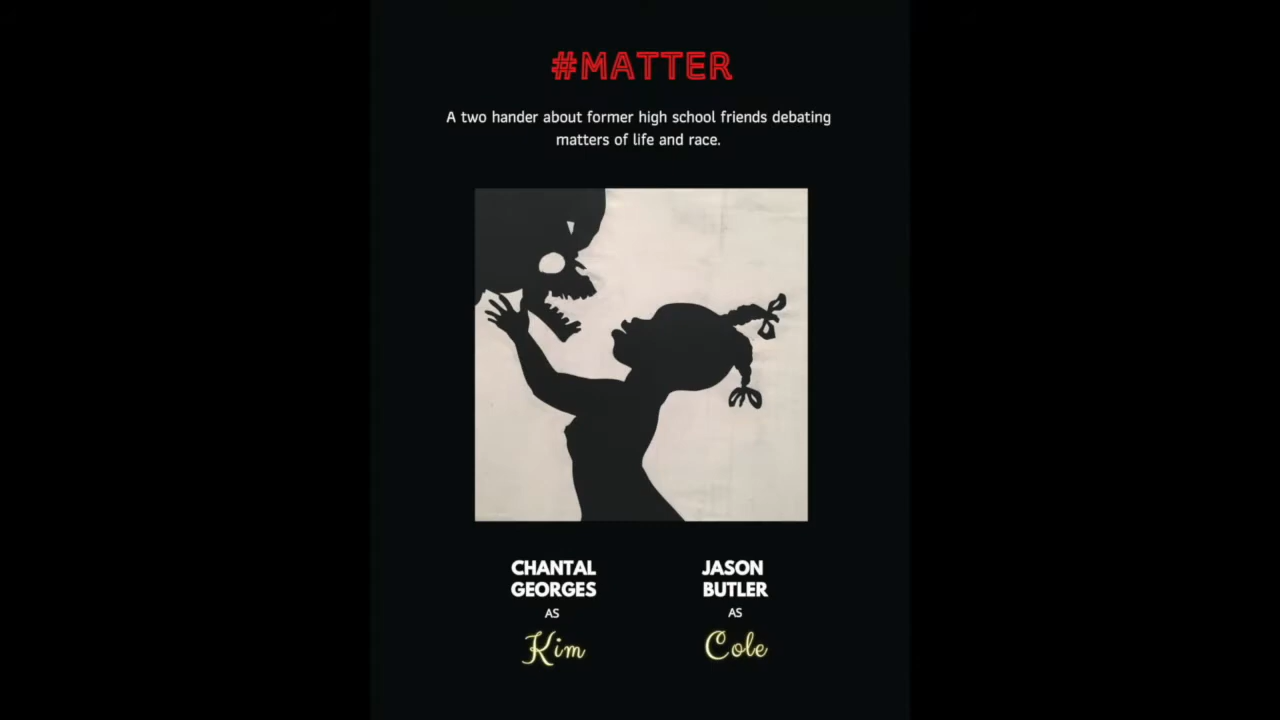 #MATTER
A two hander about former high school friends debating
matters of life and race.
CHANTAL
GEORGES
AS
Kim
JASON
BUTLER
AS
Cole